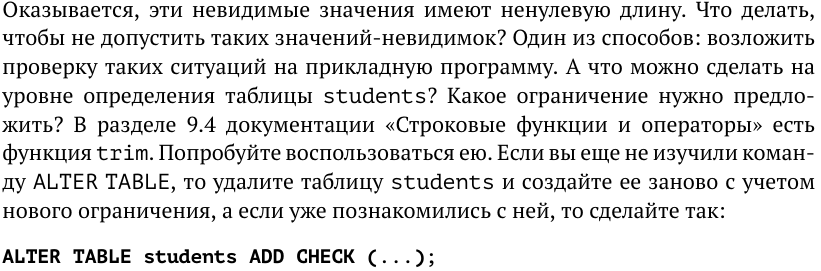 Оказывается, эти невидимые значения имеют ненулевую длину. Что делать,
чтобы не допустить таких значений-невидимок? Один из способов: возложить
проверку таких ситуаций на прикладную программу. А что можно сделать на
уровне определения таблицы students? Какое ограничение нужно предло-
жить? В разделе 9.4 документации «Строковые функции и операторы» есть
функция trim. Попробуйте воспользоваться ею. Если вы еще не изучили коман-
ду ALTER TABLE, то удалите таблицу students и создайте ее заново с учетом
нового ограничения, а если уже познакомились с ней, то сделайте так:
ALTER TABLE students ADD CHECK (...);